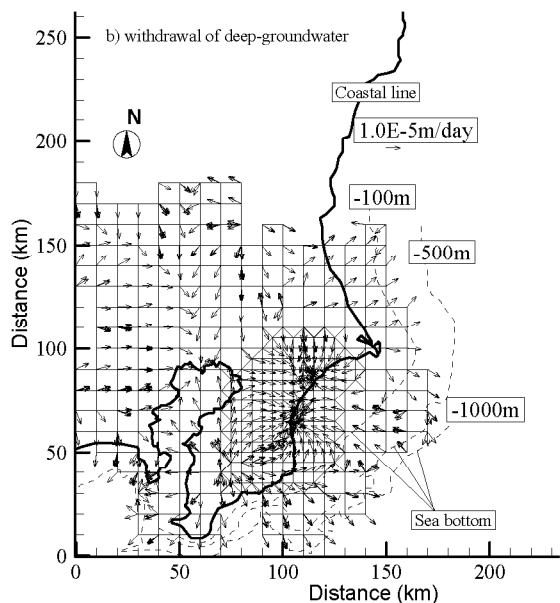 250
b) withdrawal of deep-groundwater
Coastal line
N
1.0E-5m/day
200
-100m
150
-500m
Distance (km)
100
-1000m
50
Sea bottom
0
0 50 100 150 200
Distance (km)